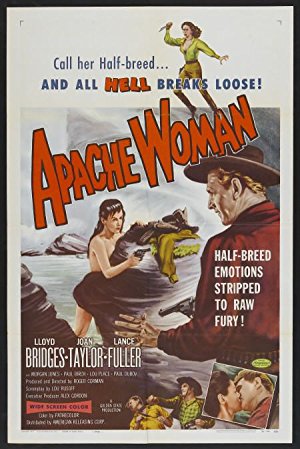 Call her Half-breed...
AND ALL HELL BREAKS LOOSE!
APACHE WOMAN
HALF-BREED
EMOTIONS
STRIPPED
TO RAW
FURY!
LLOYD JOAN LANCE
BRIDGES-TAYLOR-FULLER
with MORGAN JONES • PAUL BIRCH • LOU PLACE • PAUL DUBOV
Produced and Directed by ROGER CORMAN
Screenplay by LOU RUSOFF
Executive Producer ALEX GORDON
WIDE SCREEN COLOR
Color by PATHECOLOR
Distributed by AMERICAN RELEASING CORP.
A
GOLDEN STATE
PRODUCTION